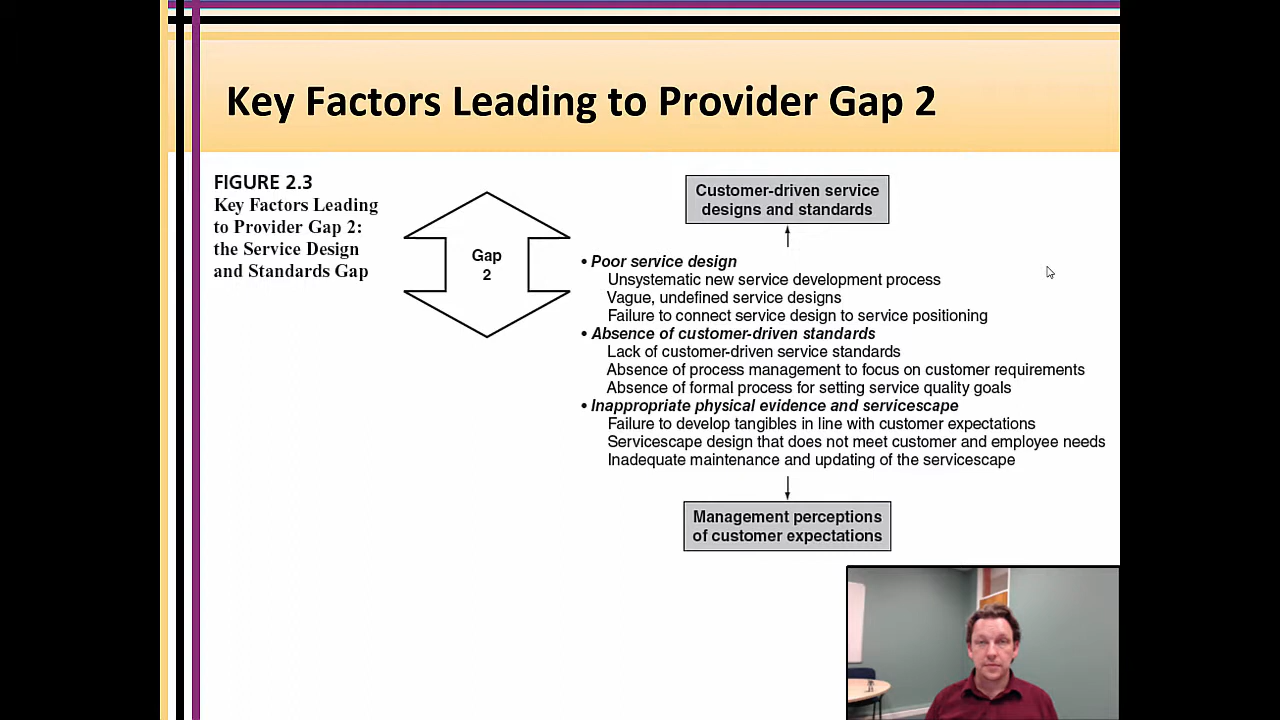 Key Factors Leading to Provider Gap 2
FIGURE 2.3
Key Factors Leading
to Provider Gap 2:
the Service Design
and Standards Gap
Gap
2
Customer-driven service
designs and standards
• Poor service design
Unsystematic new service development process
Vague, undefined service designs
Failure to connect service design to service positioning
• Absence of customer-driven standards
Lack of customer-driven service standards
Absence of process management to focus on customer requirements
Absence of formal process for setting service quality goals
• Inappropriate physical evidence and servicescape
Failure to develop tangibles in line with customer expectations
Servicescape design that does not meet customer and employee needs
Inadequate maintenance and updating of the servicescape
Management perceptions
of customer expectations